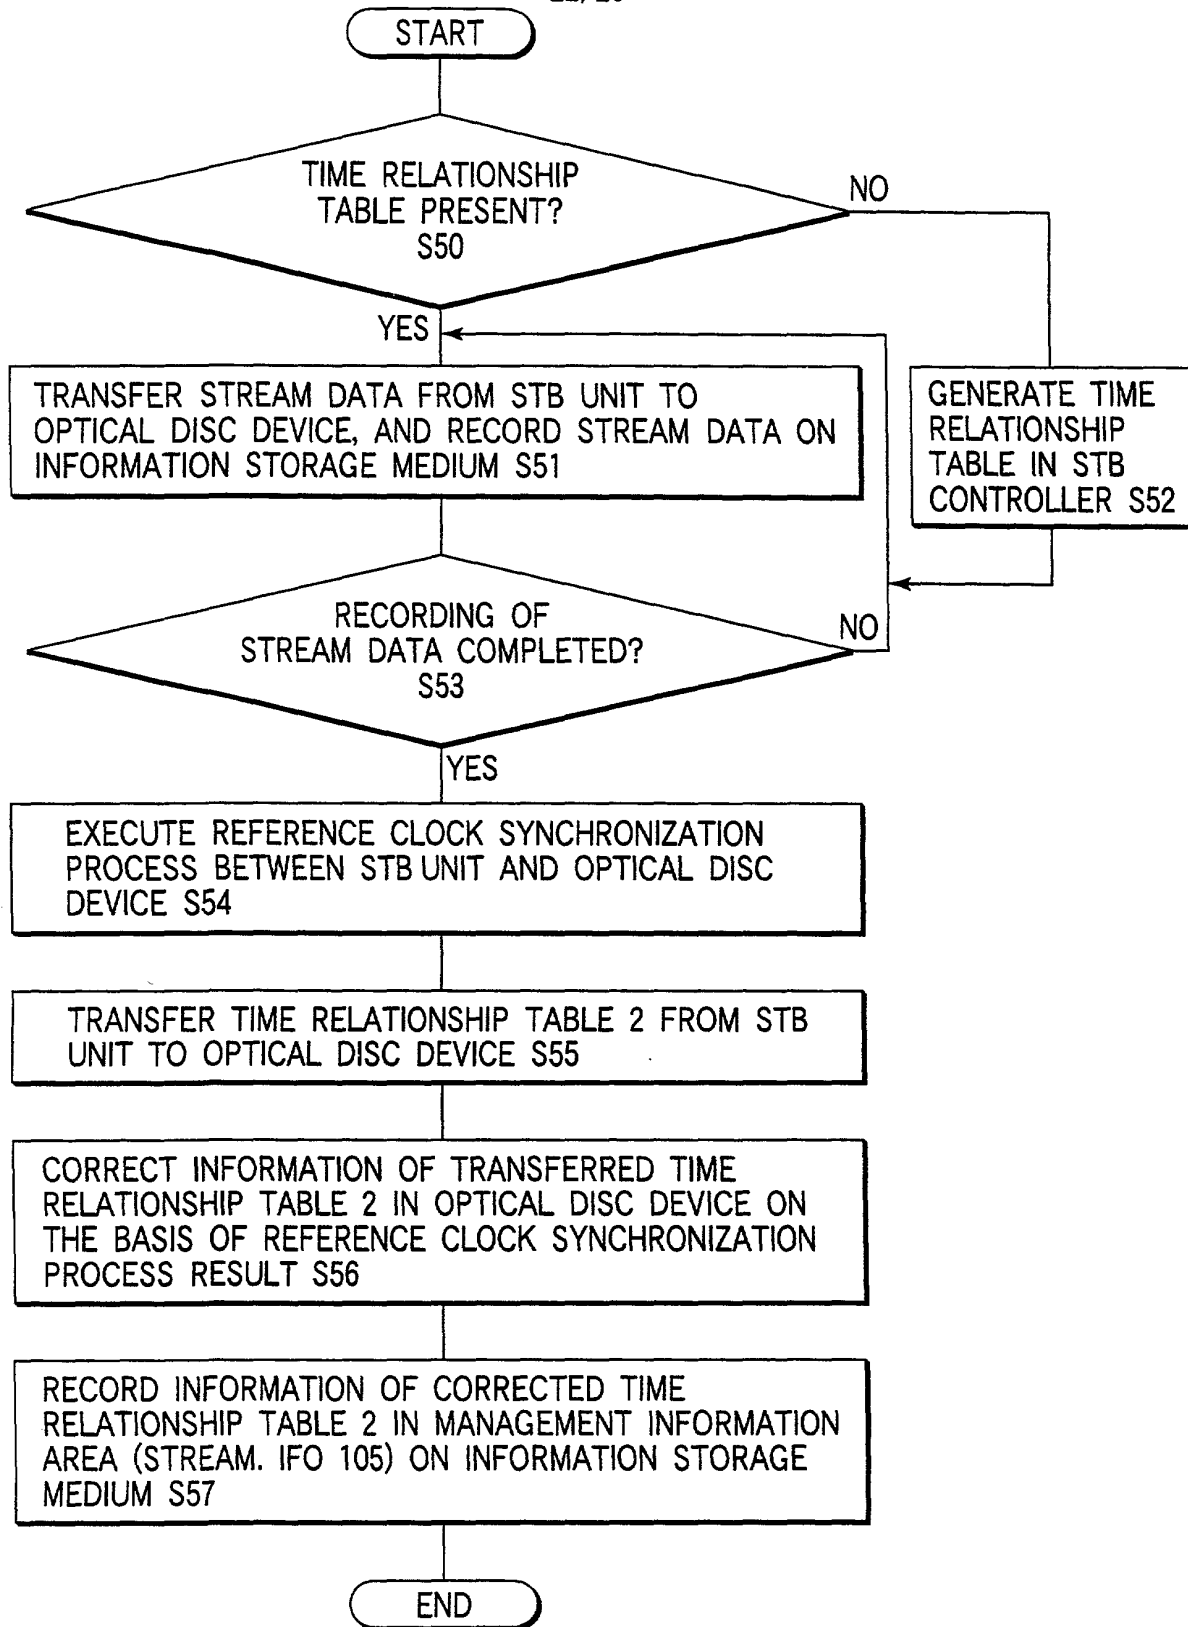 START
TIME RELATIONSHIP
TABLE PRESENT?
S50
NO
YES
TRANSFER STREAM DATA FROM STB UNIT TO
OPTICAL DISC DEVICE, AND RECORD STREAM DATA ON
INFORMATION STORAGE MEDIUM S51
GENERATE TIME
RELATIONSHIP
TABLE IN STB
CONTROLLER S52
RECORDING OF
STREAM DATA COMPLETED?
S53
NO
YES
EXECUTE REFERENCE CLOCK SYNCHRONIZATION
PROCESS BETWEEN STB UNIT AND OPTICAL DISC
DEVICE S54
TRANSFER TIME RELATIONSHIP TABLE 2 FROM STB
UNIT TO OPTICAL DISC DEVICE S55
CORRECT INFORMATION OF TRANSFERRED TIME
RELATIONSHIP TABLE 2 IN OPTICAL DISC DEVICE ON
THE BASIS OF REFERENCE CLOCK SYNCHRONIZATION
PROCESS RESULT S56
RECORD INFORMATION OF CORRECTED TIME
RELATIONSHIP TABLE 2 IN MANAGEMENT INFORMATION
AREA (STREAM. IFO 105) ON INFORMATION STORAGE
MEDIUM S57
END